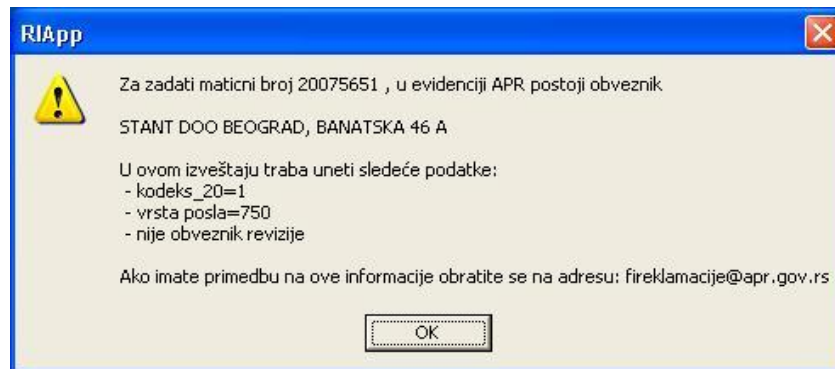 RIApp
Za zadati maticni broj 20075651 , u evidenciji APR postoji obveznik
STANT DOO BEOGRAD, BANATSKA 46 A
U ovom izveštaju traba uneti sledeće podatke:
- kodeks_20=1
- vrsta posla=750
- nije obveznik revizije
Ako imate primedbu na ove informacije obratite se na adresu: fireklamacije@apr.gov.rs
OK